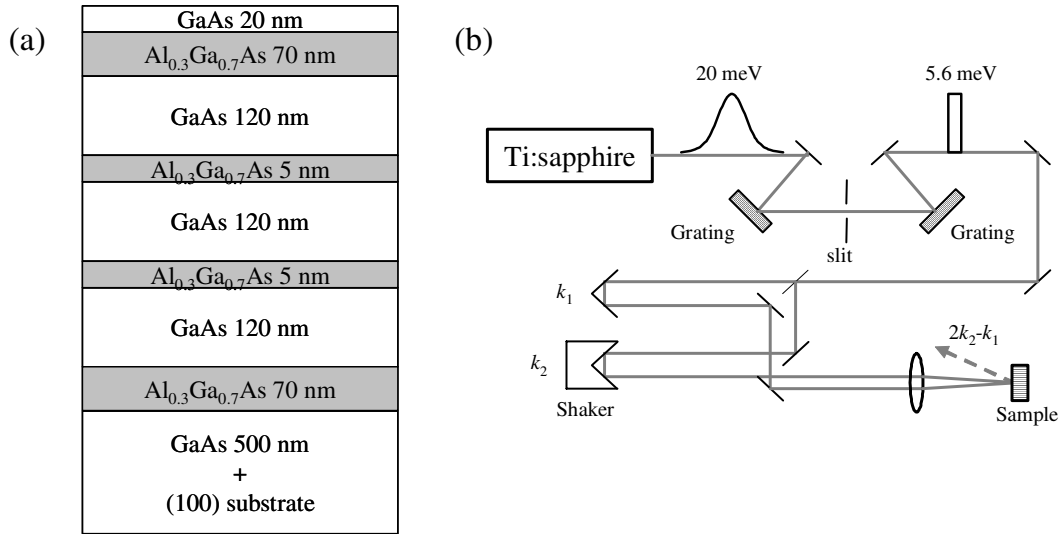 (a)
GaAs 20 nm
Al0.3Ga0.7As 70 nm
GaAs 120 nm
Al0.3Ga0.7As 5 nm
GaAs 120 nm
Al0.3Ga0.7As 5 nm
GaAs 120 nm
Al0.3Ga0.7As 70 nm
GaAs 500 nm
+
(100) substrate
(b)
20 meV
5.6 meV
Ti:sapphire
Grating
slit
Grating
k1
k2
Shaker
2k2-k1
Sample